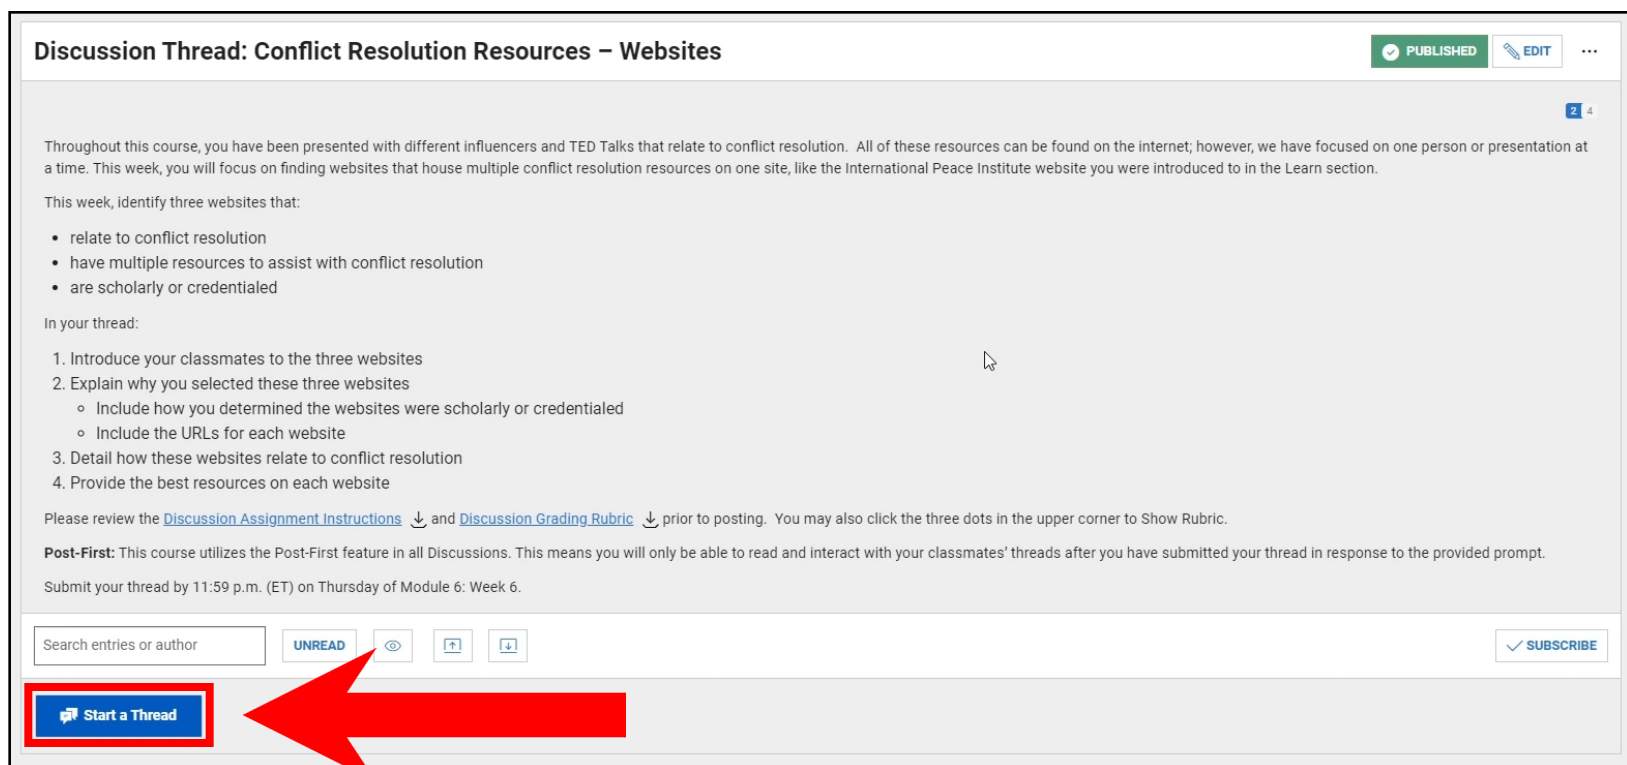 Discussion Thread: Conflict Resolution Resources – Websites
PUBLISHED
EDIT
2 4
Throughout this course, you have been presented with different influencers and TED Talks that relate to conflict resolution.  All of these resources can be found on the internet; however, we have focused on one person or presentation at
a time. This week, you will focus on finding websites that house multiple conflict resolution resources on one site, like the International Peace Institute website you were introduced to in the Learn section.
This week, identify three websites that:
• relate to conflict resolution
• have multiple resources to assist with conflict resolution
• are scholarly or credentialed
In your thread:
1. Introduce your classmates to the three websites
2. Explain why you selected these three websites
◦ Include how you determined the websites were scholarly or credentialed
◦ Include the URLs for each website
3. Detail how these websites relate to conflict resolution
4. Provide the best resources on each website
Please review the Discussion Assignment Instructions and Discussion Grading Rubric prior to posting.  You may also click the three dots in the upper corner to Show Rubric.
Post-First: This course utilizes the Post-First feature in all Discussions. This means you will only be able to read and interact with your classmates' threads after you have submitted your thread in response to the provided prompt.
Submit your thread by 11:59 p.m. (ET) on Thursday of Module 6: Week 6.
Search entries or author
UNREAD
SUBSCRIBE
Start a Thread